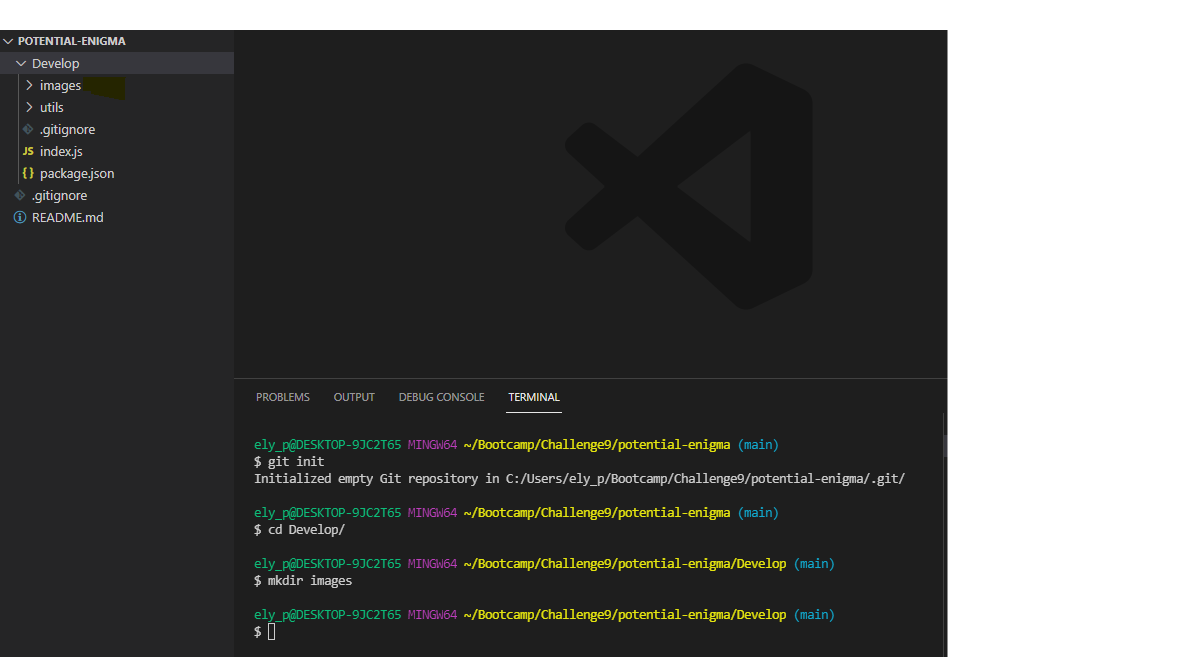 POTENTIAL-ENIGMA
Develop
images
utils
.gitignore
JS index.js
{} package.json
.gitignore
README.md
PROBLEMS OUTPUT DEBUG CONSOLE TERMINAL
ely_p@DESKTOP-9JC2T65 MINGW64 ~/Bootcamp/Challenge9/potential-enigma (main)
$ git init
Initialized empty Git repository in C:/Users/ely_p/Bootcamp/Challenge9/potential-enigma/.git/
ely_p@DESKTOP-9JC2T65 MINGW64 ~/Bootcamp/Challenge9/potential-enigma (main)
$ cd Develop/
ely_p@DESKTOP-9JC2T65 MINGW64 ~/Bootcamp/Challenge9/potential-enigma/Develop (main)
$ mkdir images
ely_p@DESKTOP-9JC2T65 MINGW64 ~/Bootcamp/Challenge9/potential-enigma/Develop (main)
$